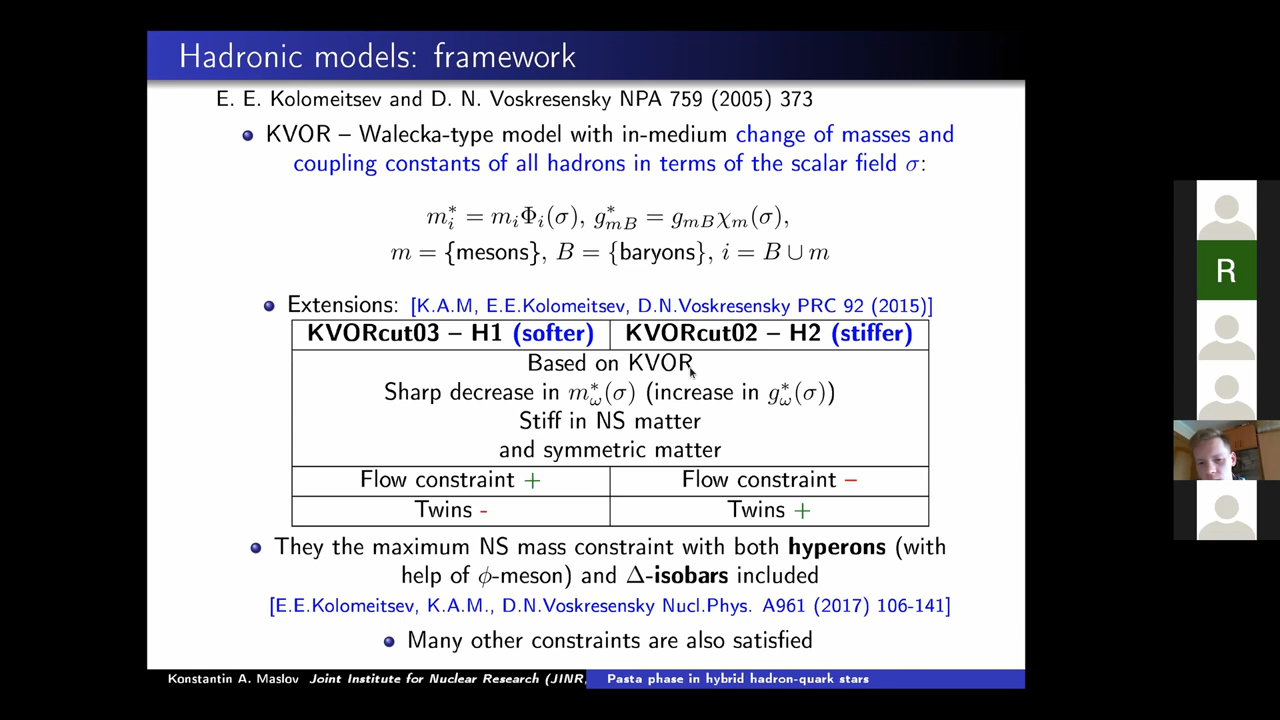 Hadronic models: framework
E. E. Kolomeitsev and D. N. Voskresensky NPA 759 (2005) 373
KVOR – Walecka-type model with in-medium change of masses and
coupling constants of all hadrons in terms of the scalar field σ:
m*_i = m_iΦ_i(σ), g*_{mB} = g_{mB}χ_m(σ),
m = {mesons}, B = {baryons}, i = B ∪ m
Extensions: [K.A.M, E.E.Kolomeitsev, D.N.Voskresensky PRC 92 (2015)]
KVORcut03 – H1 (softer) KVORcut02 – H2 (stiffer)
Based on KVOR
Sharp decrease in m*_ω(σ) (increase in g*_ω(σ))
Stiff in NS matter
and symmetric matter
Flow constraint + Flow constraint –
Twins - Twins +
They the maximum NS mass constraint with both hyperons (with
help of ϕ-meson) and Δ-isobars included
[E.E.Kolomeitsev, K.A.M., D.N.Voskresensky Nucl.Phys. A961 (2017) 106-141]
Many other constraints are also satisfied
Konstantin A. Maslov Joint Institute for Nuclear Research (JINR, Pasta phase in hybrid hadron-quark stars
R